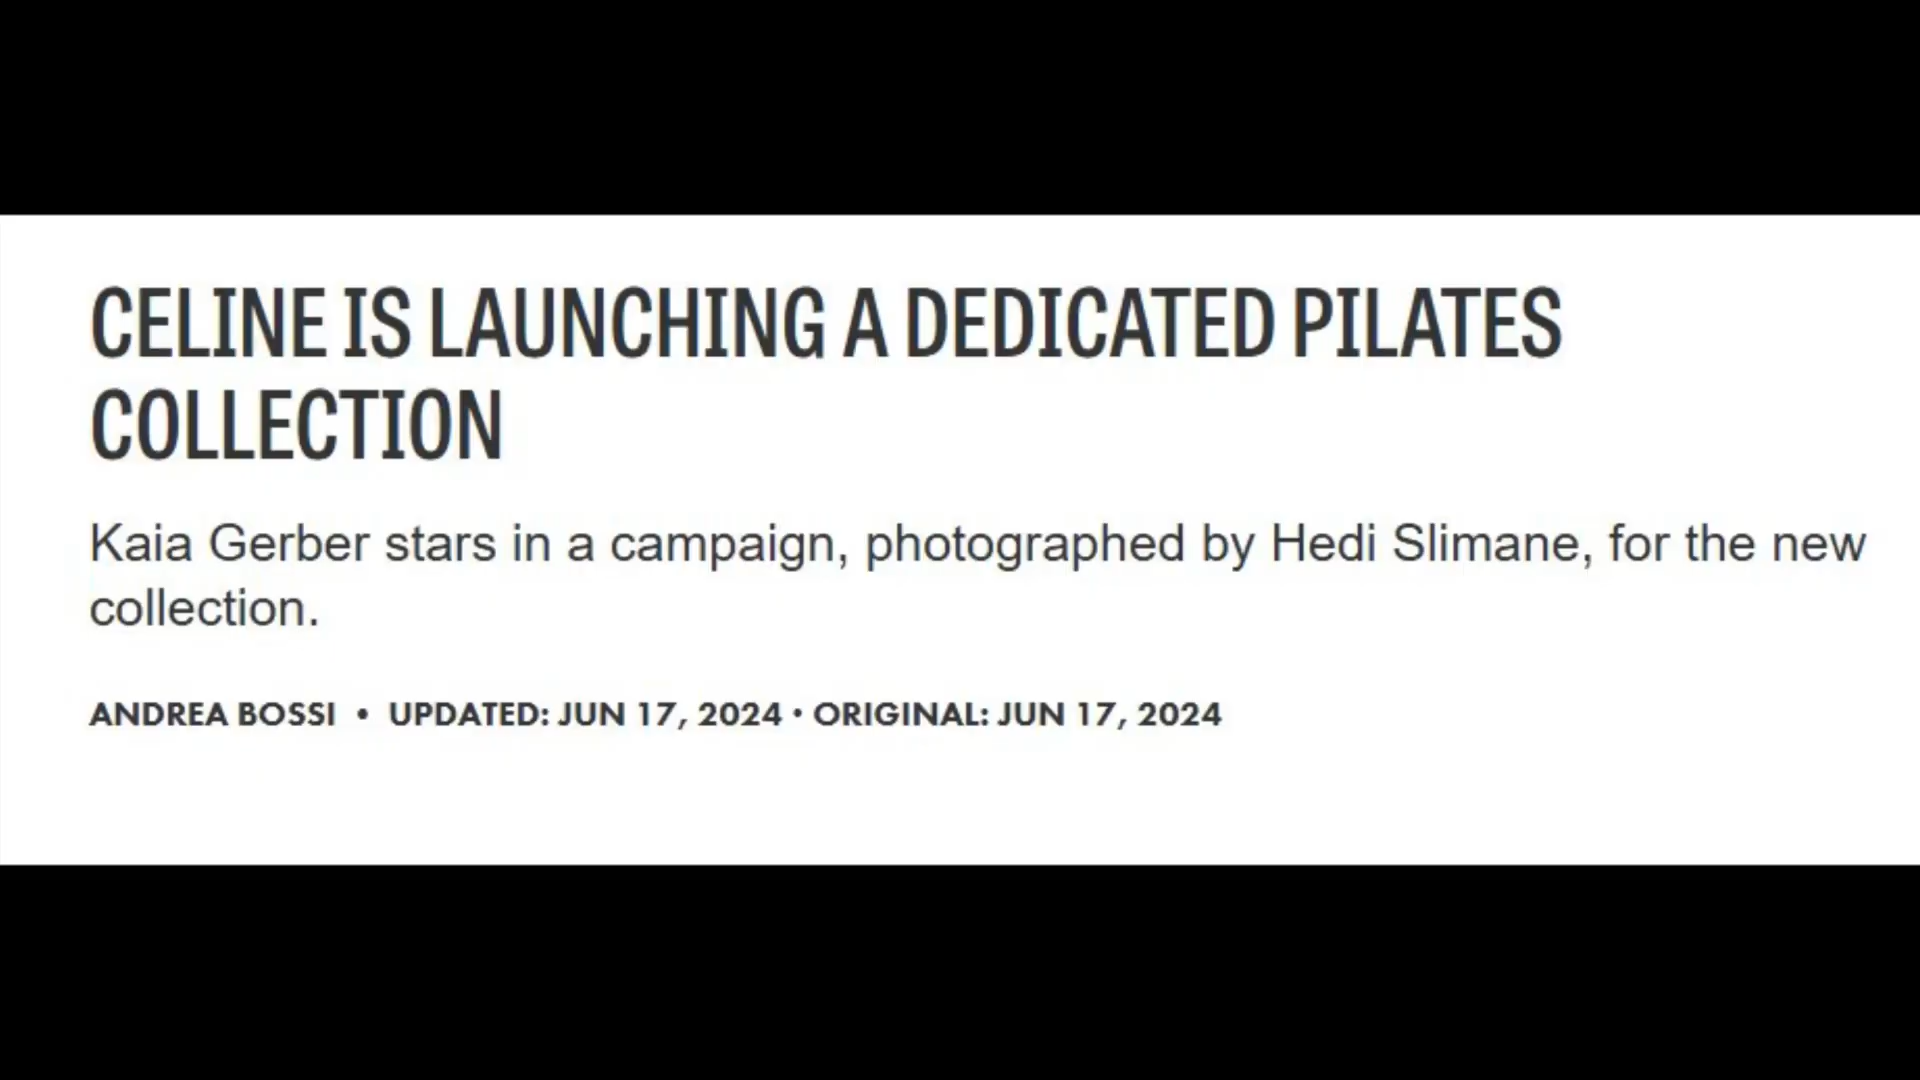 CELINE IS LAUNCHING A DEDICATED PILATES
COLLECTION
Kaia Gerber stars in a campaign, photographed by Hedi Slimane, for the new
collection.
ANDREA BOSSI • UPDATED: JUN 17, 2024 • ORIGINAL: JUN 17, 2024